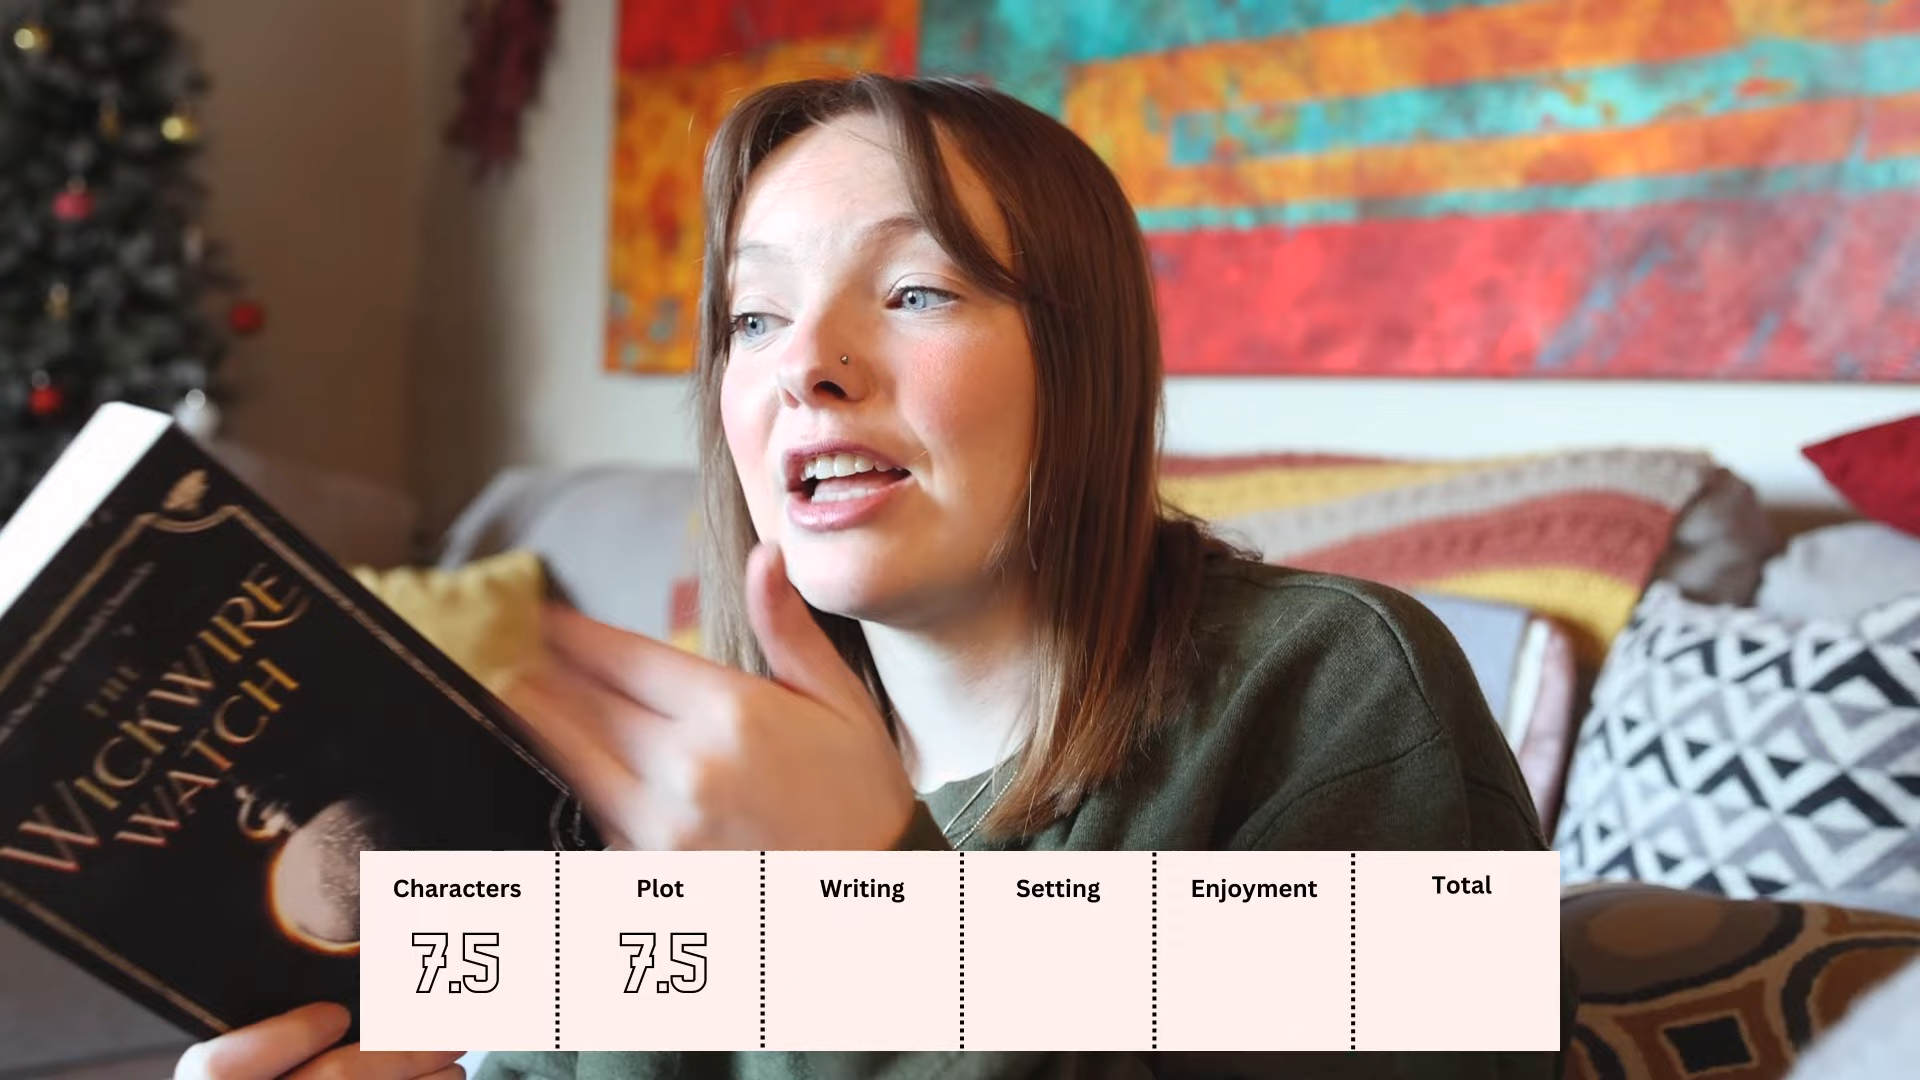 THE
WICKWIRE
WATCH
Characters
Plot
Writing
Setting
Enjoyment
Total
7.5
7.5